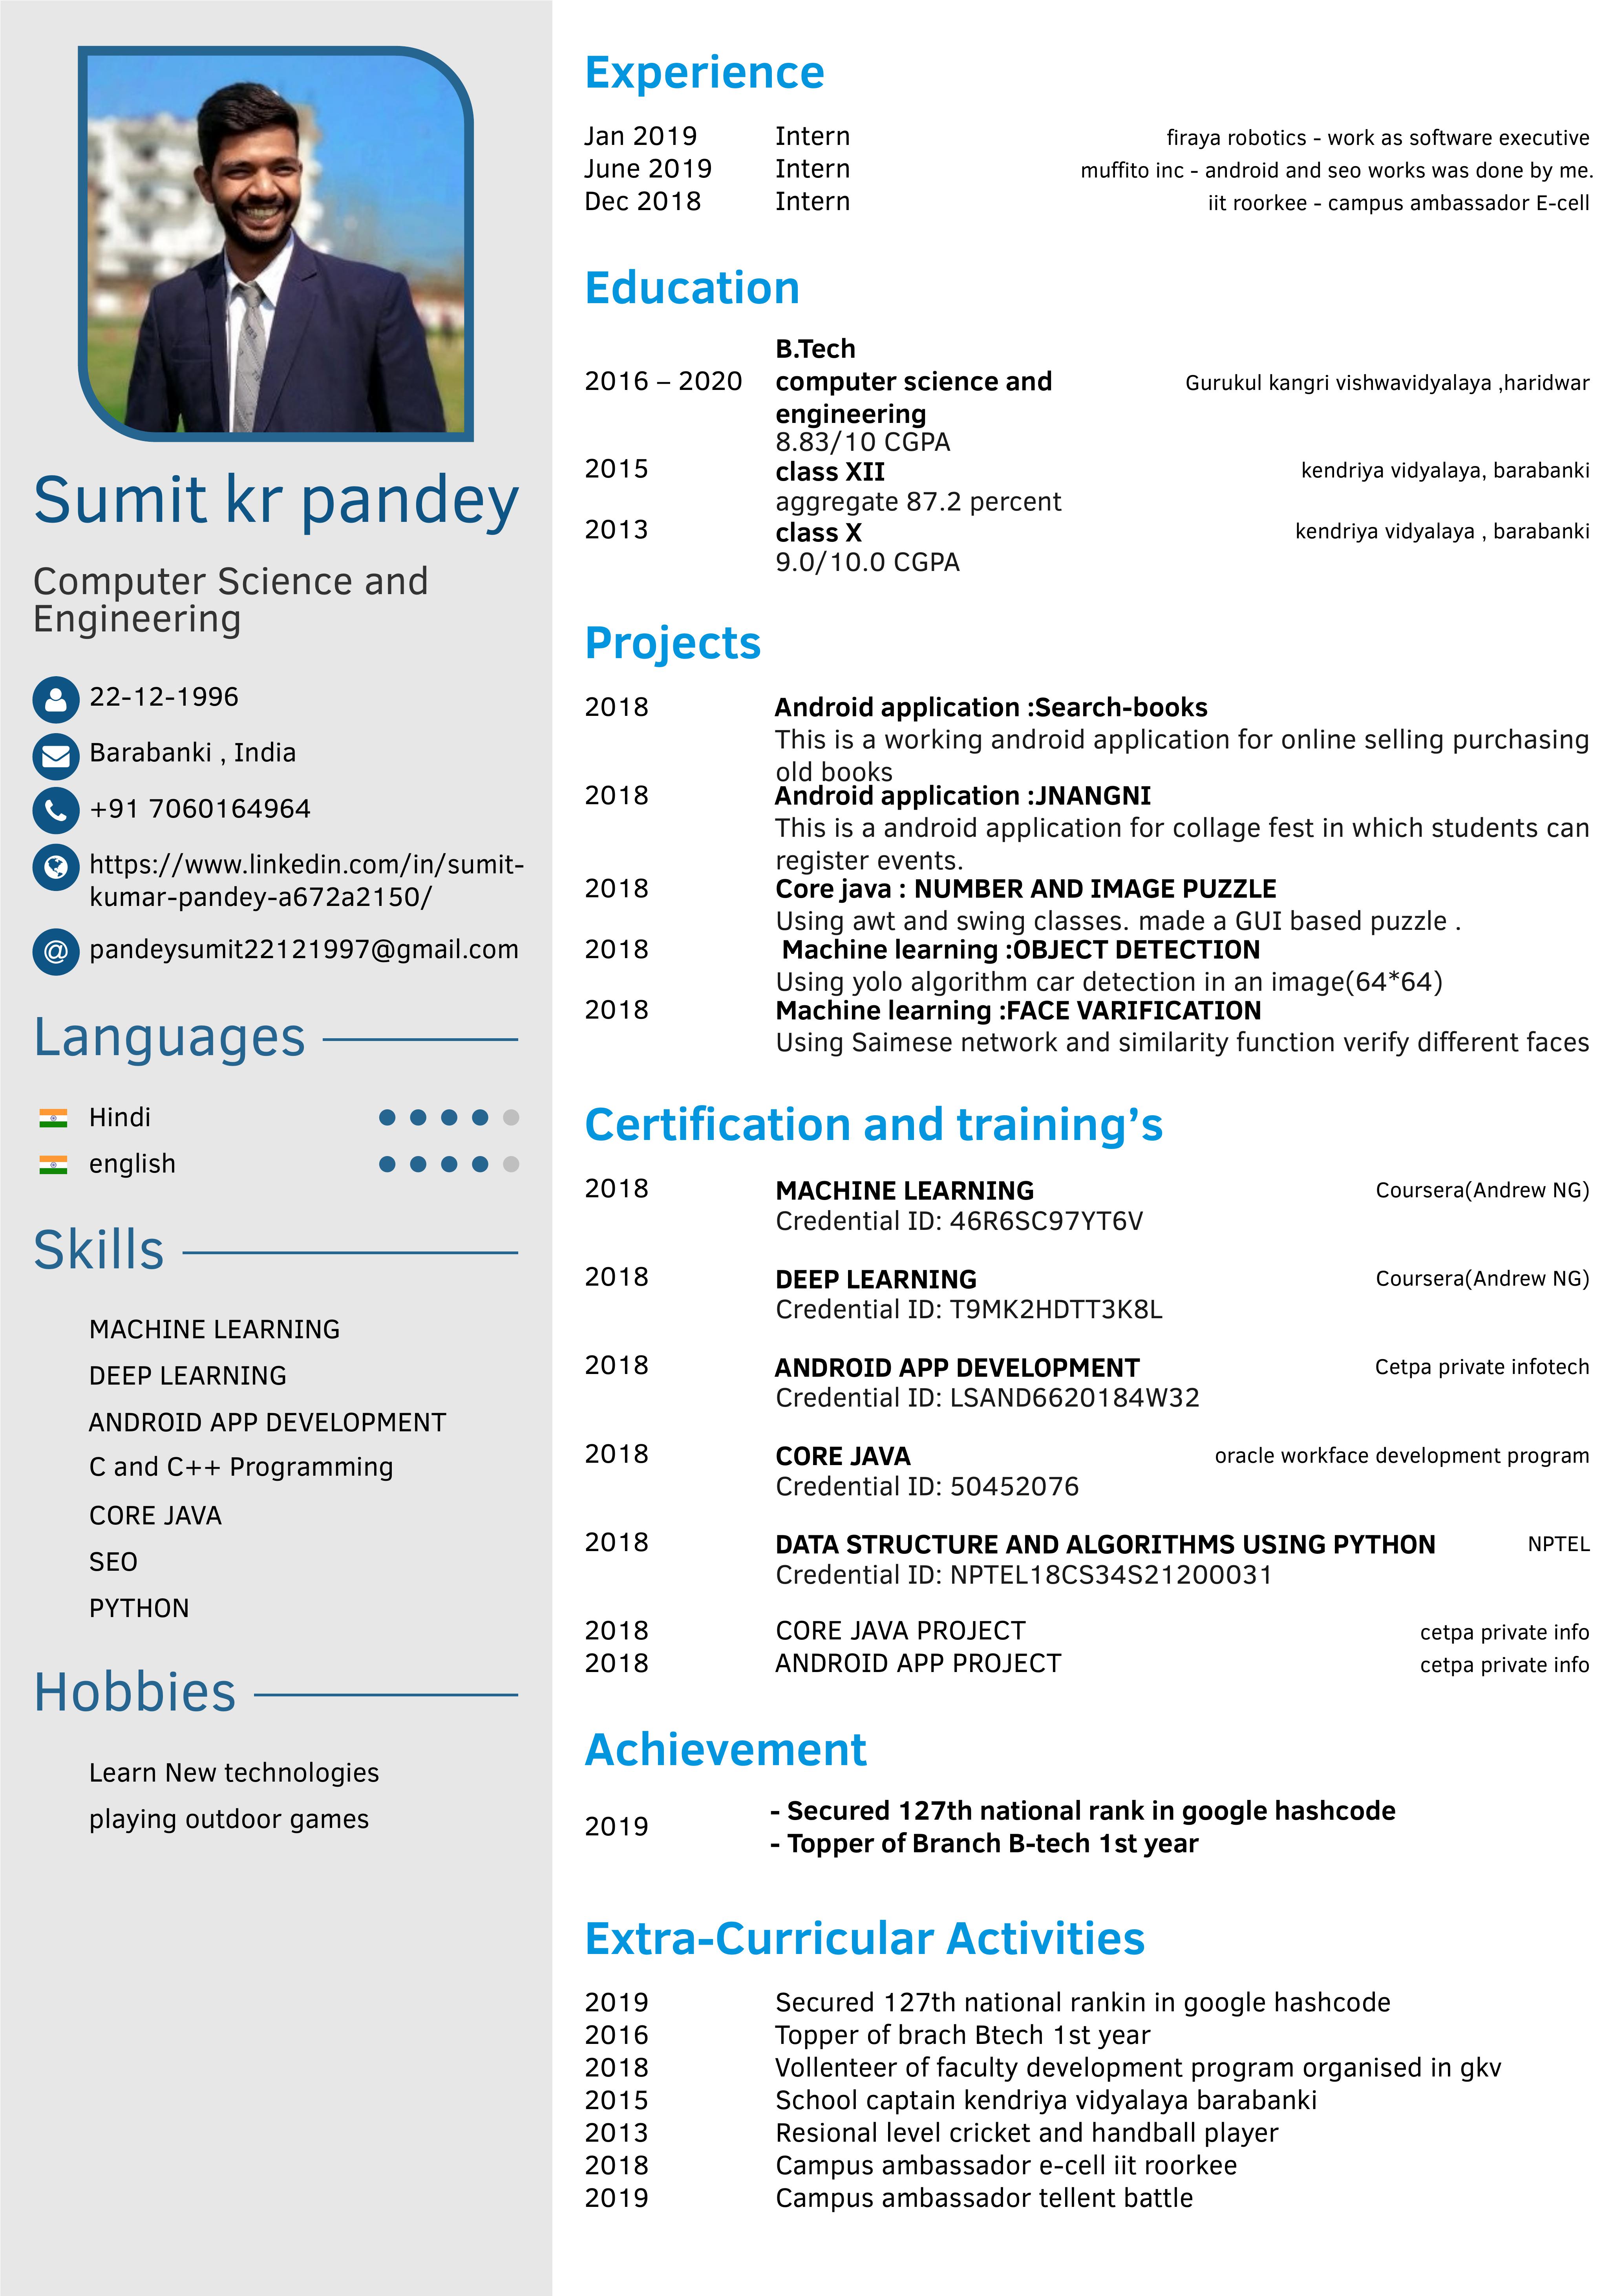 Sumit kr pandey
Computer Science and
Engineering
22-12-1996
Barabanki , India
+91 7060164964
https://www.linkedin.com/in/sumit-
kumar-pandey-a672a2150/
@ pandeysumit22121997@gmail.com
Languages
Hindi
english
Skills
MACHINE LEARNING
DEEP LEARNING
ANDROID APP DEVELOPMENT
C and C++ Programming
CORE JAVA
SEO
PYTHON
Hobbies
Learn New technologies
playing outdoor games
Experience
Jan 2019 Intern firaya robotics - work as software executive
June 2019 Intern muffito inc - android and seo works was done by me.
Dec 2018 Intern iit roorkee - campus ambassador E-cell
Education
B.Tech
2016 – 2020 computer science and Gurukul kangri vishwavidyalaya ,haridwar
engineering
8.83/10 CGPA
2015 class XII kendriya vidyalaya, barabanki
aggregate 87.2 percent
2013 class X kendriya vidyalaya , barabanki
9.0/10.0 CGPA
Projects
2018 Android application :Search-books
This is a working android application for online selling purchasing
old books
2018 Android application :JNANGNI
This is a android application for collage fest in which students can
register events.
2018 Core java : NUMBER AND IMAGE PUZZLE
Using awt and swing classes. made a GUI based puzzle .
2018 Machine learning :OBJECT DETECTION
Using yolo algorithm car detection in an image(64*64)
2018 Machine learning :FACE VARIFICATION
Using Saimese network and similarity function verify different faces
Certification and training’s
2018 MACHINE LEARNING Coursera(Andrew NG)
Credential ID: 46R6SC97YT6V
2018 DEEP LEARNING Coursera(Andrew NG)
Credential ID: T9MK2HDTT3K8L
2018 ANDROID APP DEVELOPMENT Cetpa private infotech
Credential ID: LSAND6620184W32
2018 CORE JAVA oracle workface development program
Credential ID: 50452076
2018 DATA STRUCTURE AND ALGORITHMS USING PYTHON NPTEL
Credential ID: NPTEL18CS34S21200031
2018 CORE JAVA PROJECT cetpa private info
2018 ANDROID APP PROJECT cetpa private info
Achievement
2019 - Secured 127th national rank in google hashcode
- Topper of Branch B-tech 1st year
Extra-Curricular Activities
2019 Secured 127th national rankin in google hashcode
2016 Topper of brach Btech 1st year
2018 Vollenteer of faculty development program organised in gkv
2015 School captain kendriya vidyalaya barabanki
2013 Resional level cricket and handball player
2018 Campus ambassador e-cell iit roorkee
2019 Campus ambassador tellent battle